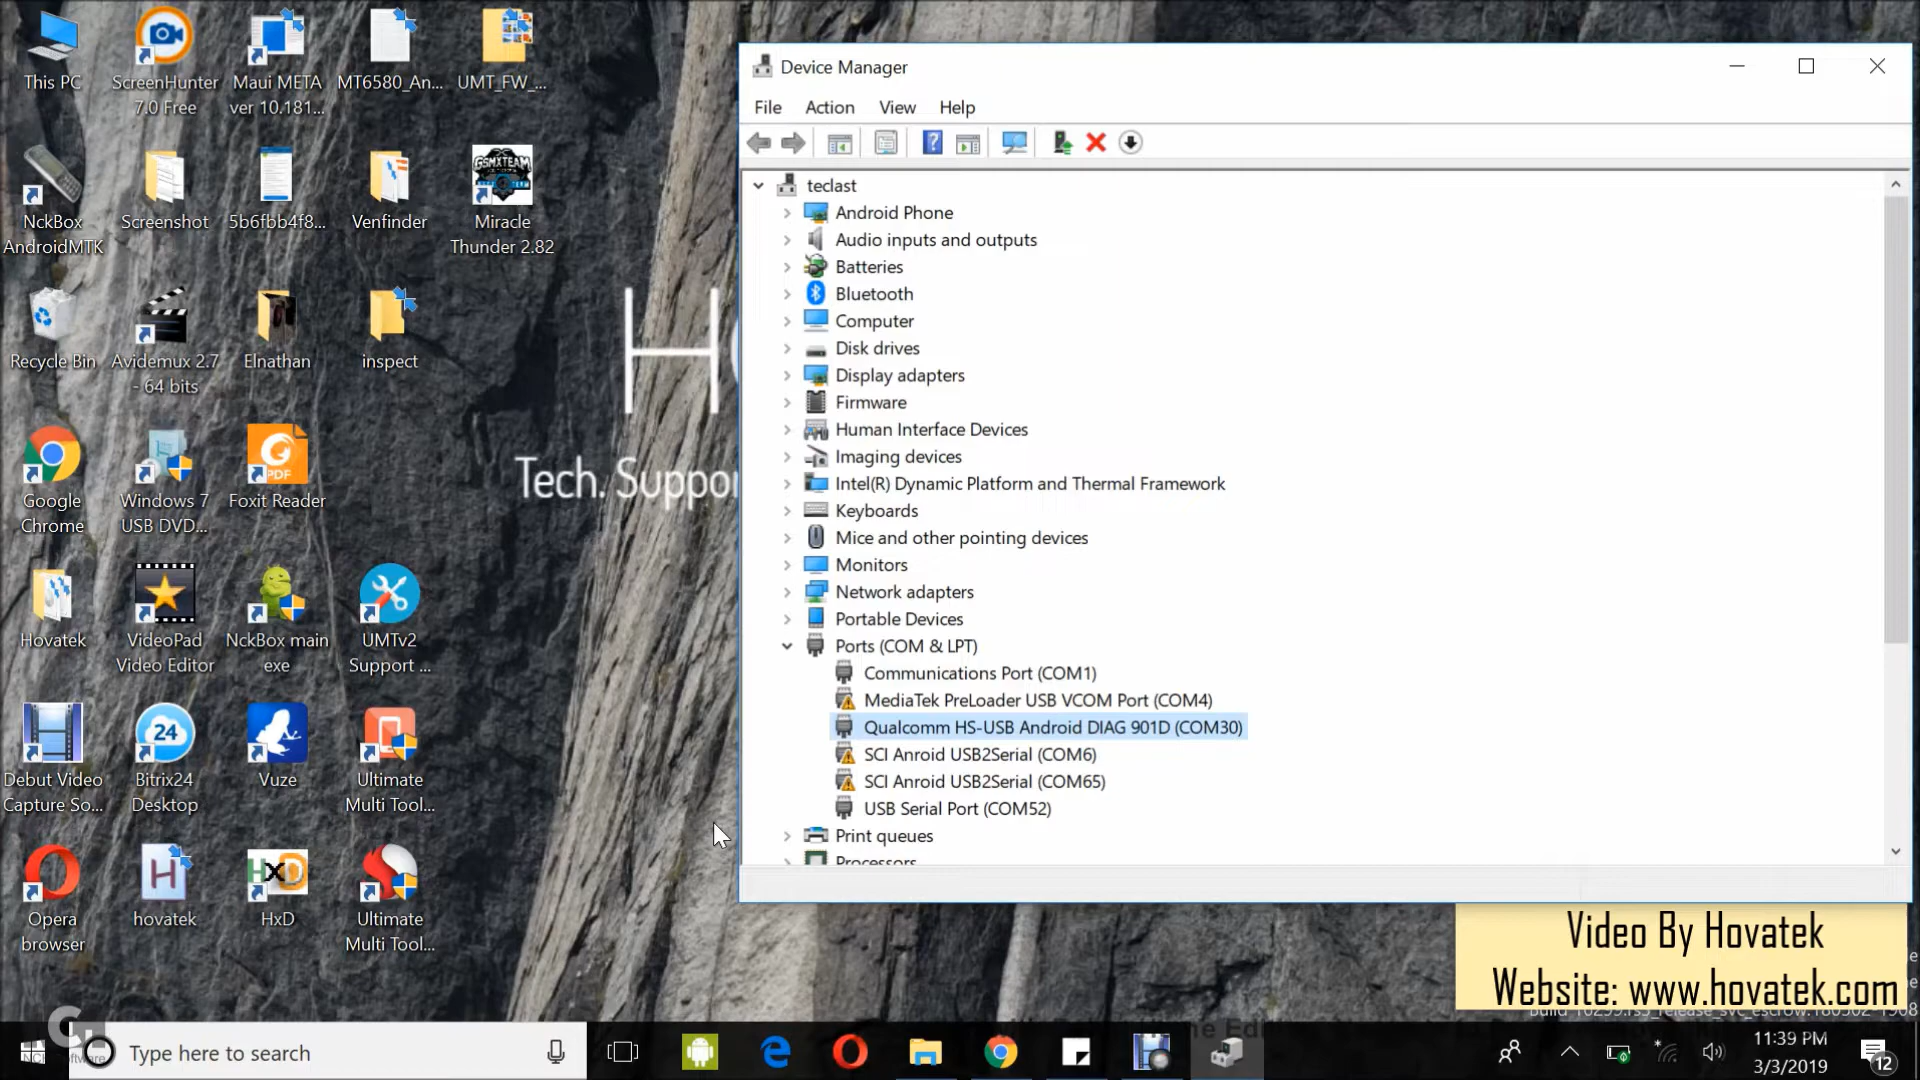 This PC
ScreenHunter
7.0 Free
Maui META
ver 10.181...
MT6580_An...
UMT_FW_...
NckBox
AndroidMTK
Screenshot
5b6fbb4f8...
Venfinder
GSMXTEAM
Miracle
Thunder 2.82
Recycle Bin
Avidemux 2.7
- 64 bits
Elnathan
inspect
Google
Chrome
Windows 7
USB DVD...
PDF
Foxit Reader
Hovatek
VideoPad
Video Editor
NckBox main
exe
UMTv2
Support ...
Debut Video
Capture So...
24
Bitrix24
Desktop
Vuze
Ultimate
Multi Tool...
Opera
browser
H
hovatek
HxD
HxD
Ultimate
Multi Tool...
Tech. Suppor
Device Manager
File
Action
View
Help
teclast
Android Phone
Audio inputs and outputs
Batteries
Bluetooth
Computer
Disk drives
Display adapters
Firmware
Human Interface Devices
Imaging devices
Intel(R) Dynamic Platform and Thermal Framework
Keyboards
Mice and other pointing devices
Monitors
Network adapters
Portable Devices
Ports (COM & LPT)
Communications Port (COM1)
MediaTek PreLoader USB VCOM Port (COM4)
Qualcomm HS-USB Android DIAG 901D (COM30)
SCI Anroid USB2Serial (COM6)
SCI Anroid USB2Serial (COM65)
USB Serial Port (COM52)
Print queues
Processors
Video By Hovatek
Website: www.hovatek.com
Type here to search
11:39 PM
3/3/2019
12